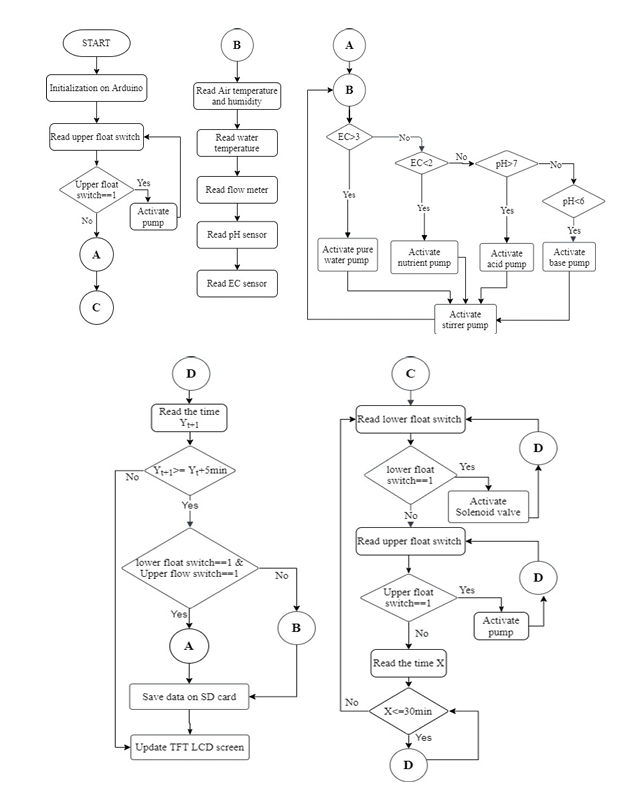 START
Initialization on Arduino
Read upper float switch
Upper float
switch==1
Yes
No
Activate
pump
A
C
B
Read Air temperature
and humidity
Read water
temperature
Read flow meter
Read pH sensor
Read EC sensor
A
B
EC>3
No
EC<2
No
pH>7
No
pH<6
Yes
Yes
Yes
Yes
Activate pure
water pump
Activate
nutrient pump
Activate
acid pump
Activate
base pump
Activate
stirrer pump
D
Read the time
Yt+1
Yt+1>= Yt+5min
No
Yes
lower float switch==1 &
Upper flow switch==1
No
Yes
B
A
Save data on SD card
Update TFT LCD screen
C
Read lower float switch
D
lower float
switch==1
Yes
Activate
Solenoid valve
No
Read upper float switch
D
Upper float
switch==1
Yes
Activate
pump
No
Read the time X
No
X<=30min
Yes
D